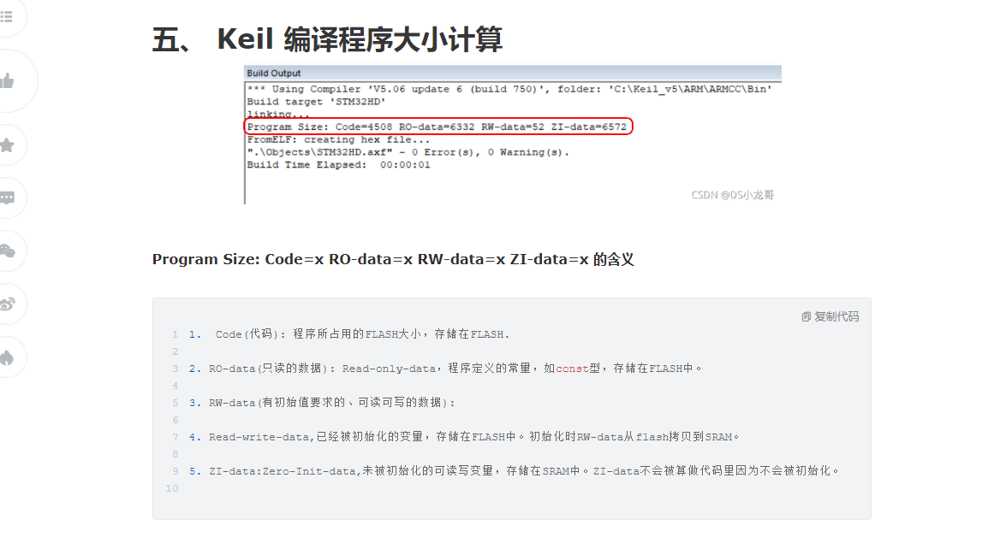 五、 Keil 编译程序大小计算
Build Output
*** Using Compiler 'V5.06 update 6 (build 750)', folder: 'C:\Keil_v5\ARM\ARMCC\Bin'
Build target 'STM32HD'
linking...
Program Size: Code=4508 RO-data=6332 RW-data=52 ZI-data=6572
FromELF: creating hex file...
".\Objects\STM32HD.axf" - 0 Error(s), 0 Warning(s).
Build Time Elapsed:  00:00:01
CSDN @DS小龙哥
Program Size: Code=x RO-data=x RW-data=x ZI-data=x 的含义
复制代码
1 1.  Code(代码): 程序所占用的FLASH大小，存储在FLASH.
2
3 2. RO-data(只读的数据): Read-only-data，程序定义的常量，如const型，存储在FLASH中。
4
5 3. RW-data(有初始值要求的、可读可写的数据):
6
7 4. Read-write-data,已经被初始化的变量，存储在FLASH中。初始化时RW-data从flash拷贝到SRAM。
8
9 5. ZI-data:Zero-Init-data,未被初始化的可读写变量，存储在SRAM中。ZI-data不会被算做代码里因为不会被初始化。
10